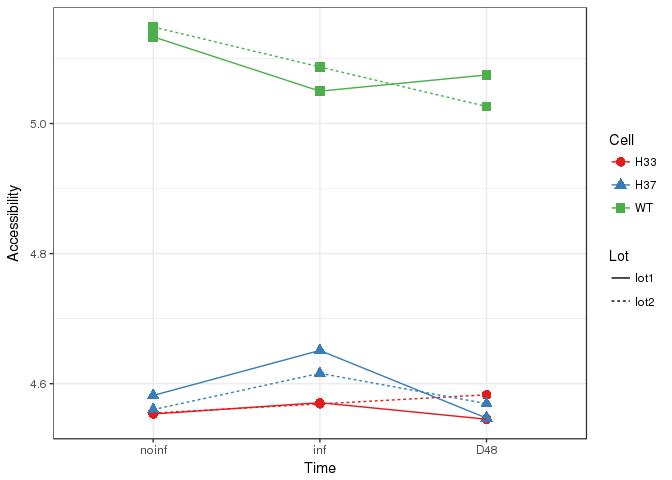 Accessibility
5.0
4.8
4.6
noinf inf D48
Time
Cell
H33
H37
WT
Lot
lot1
lot2